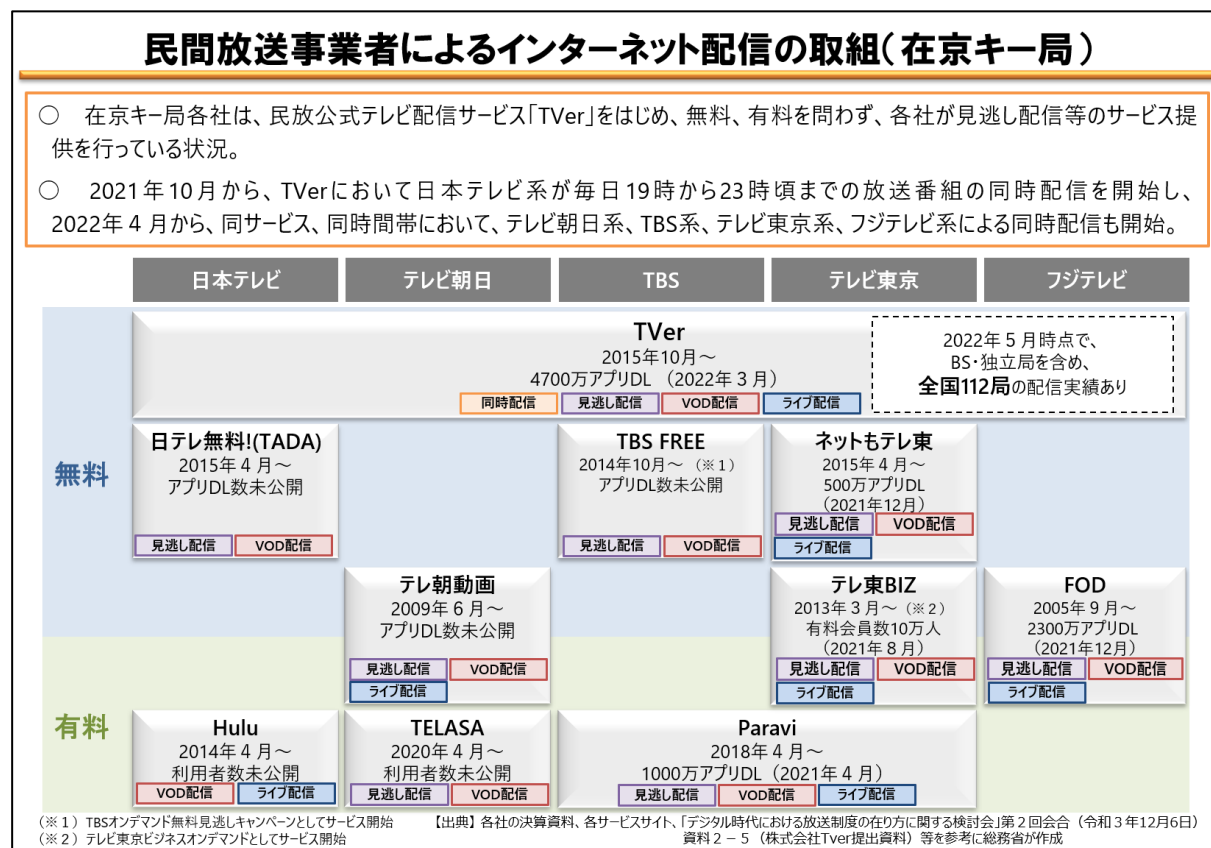 民間放送事業者によるインターネット配信の取組(在京キー局)
○ 在京キー局各社は、民放公式テレビ配信サービス「TVer」をはじめ、無料、有料を問わず、各社が見逃し配信等のサービス提
供を行っている状況。
○ 2021年10月から、TVerにおいて日本テレビ系が毎日19時から23時頃までの放送番組の同時配信を開始し、
2022年4月から、同サービス、同時間帯において、テレビ朝日系、TBS系、テレビ東京系、フジテレビ系による同時配信も開始。
日本テレビ テレビ朝日 TBS テレビ東京 フジテレビ
無料
TVer
2015年10月～
4700万アプリDL (2022年3月)
同時配信 見逃し配信 VOD配信 ライブ配信
2022年5月時点で、
BS・独立局を含め、
全国112局の配信実績あり
日テレ無料!(TADA)
2015年4月～
アプリDL数未公開
見逃し配信 VOD配信
TBS FREE
2014年10月～ (※1)
アプリDL数未公開
見逃し配信 VOD配信
ネットもテレ東
2015年4月～
500万アプリDL
(2021年12月)
見逃し配信 VOD配信
ライブ配信
テレ朝動画
2009年6月～
アプリDL数未公開
見逃し配信 VOD配信
ライブ配信
テレ東BIZ
2013年3月～ (※2)
有料会員数10万人
(2021年8月)
見逃し配信 VOD配信
ライブ配信
FOD
2005年9月～
2300万アプリDL
(2021年12月)
見逃し配信 VOD配信
ライブ配信
有料
Hulu
2014年4月～
利用者数未公開
VOD配信 ライブ配信
TELASA
2020年4月～
利用者数未公開
見逃し配信 VOD配信
Paravi
2018年4月～
1000万アプリDL (2021年4月)
見逃し配信 VOD配信 ライブ配信
(※1) TBSオンデマンド無料見逃しキャンペーンとしてサービス開始
(※2) テレビ東京ビジネスオンデマンドとしてサービス開始
【出典】各社の決算資料、各サービスサイト、「デジタル時代における放送制度の在り方に関する検討会」第2回会合(令和3年12月6日)
資料2-5(株式会社Tver提出資料)等を参考に総務省が作成